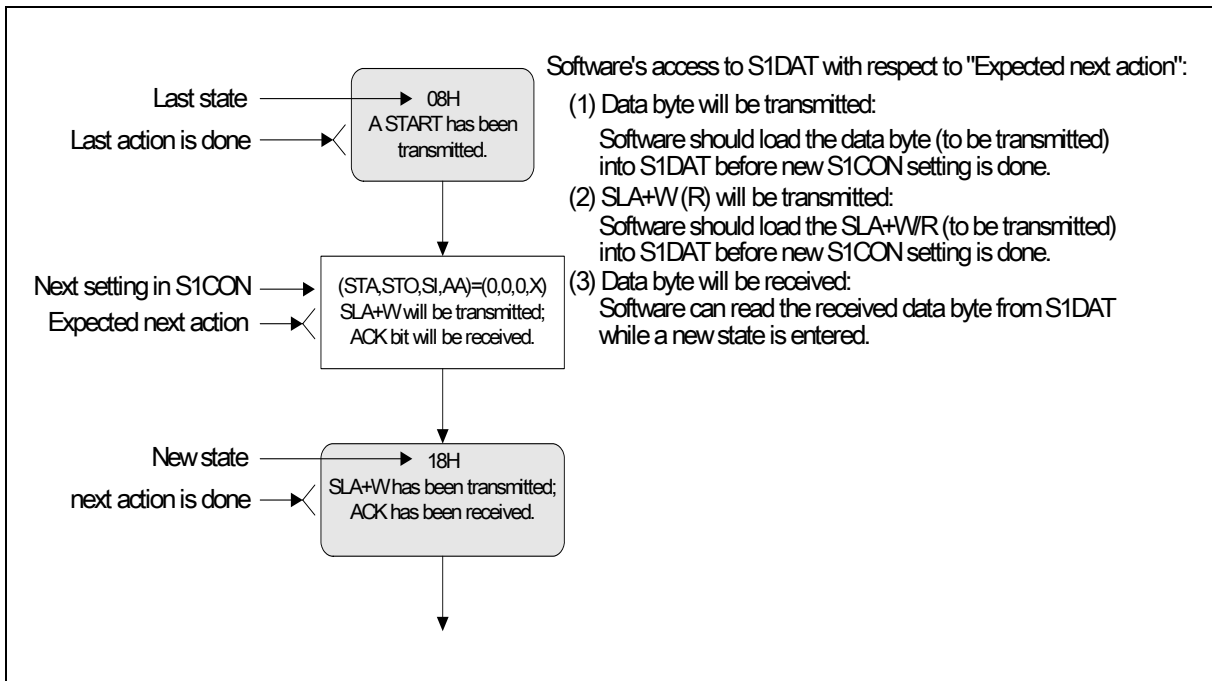 Last state
Last action is done
08H
A START has been
transmitted.
Next setting in S1CON
Expected next action
(STA,STO,SI,AA)=(0,0,0,X)
SLA+W will be transmitted;
ACK bit will be received.
New state
next action is done
18H
SLA+W has been transmitted;
ACK has been received.
Software's access to S1DAT with respect to "Expected next action":
(1) Data byte will be transmitted:
Software should load the data byte (to be transmitted)
into S1DAT before new S1CON setting is done.
(2) SLA+W (R) will be transmitted:
Software should load the SLA+W/R (to be transmitted)
into S1DAT before new S1CON setting is done.
(3) Data byte will be received:
Software can read the received data byte from S1DAT
while a new state is entered.